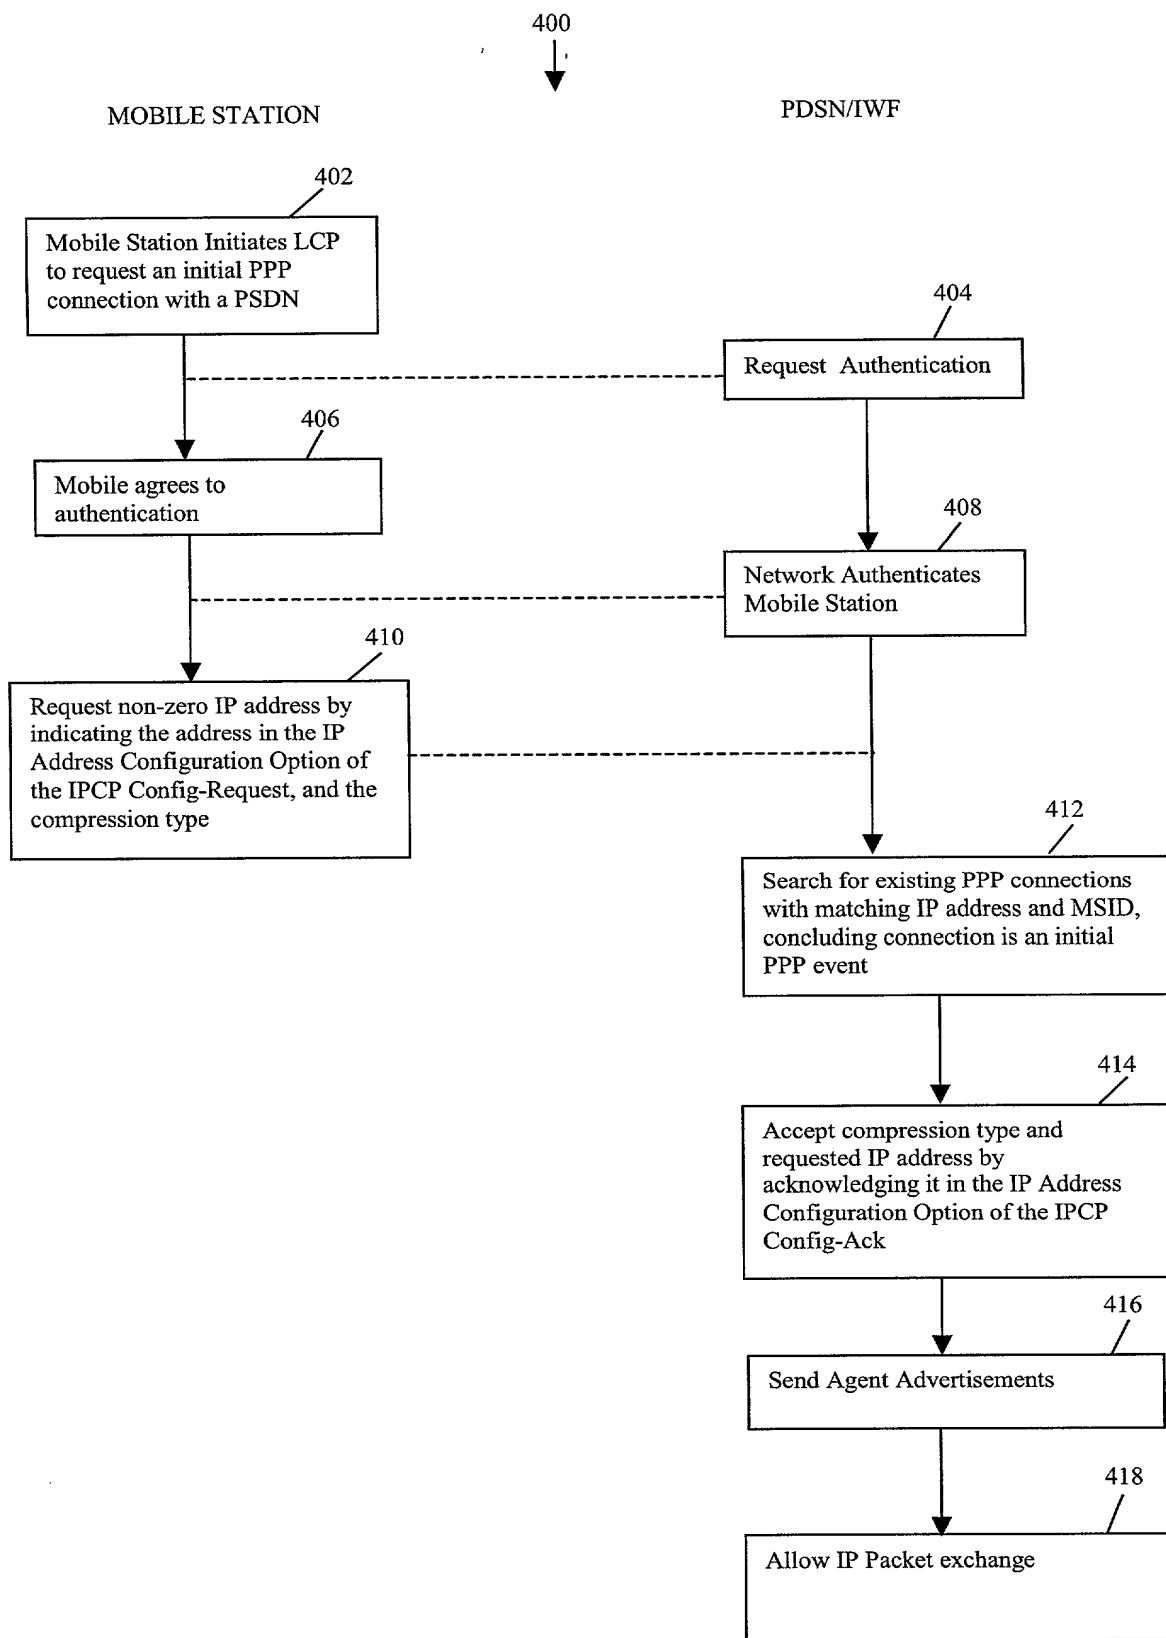 400
MOBILE STATION
PDSN/IWF
402
Mobile Station Initiates LCP
to request an initial PPP
connection with a PSDN
404
Request Authentication
406
Mobile agrees to
authentication
408
Network Authenticates
Mobile Station
410
Request non-zero IP address by
indicating the address in the IP
Address Configuration Option of
the IPCP Config-Request, and the
compression type
412
Search for existing PPP connections
with matching IP address and MSID,
concluding connection is an initial
PPP event
414
Accept compression type and
requested IP address by
acknowledging it in the IP Address
Configuration Option of the IPCP
Config-Ack
416
Send Agent Advertisements
418
Allow IP Packet exchange